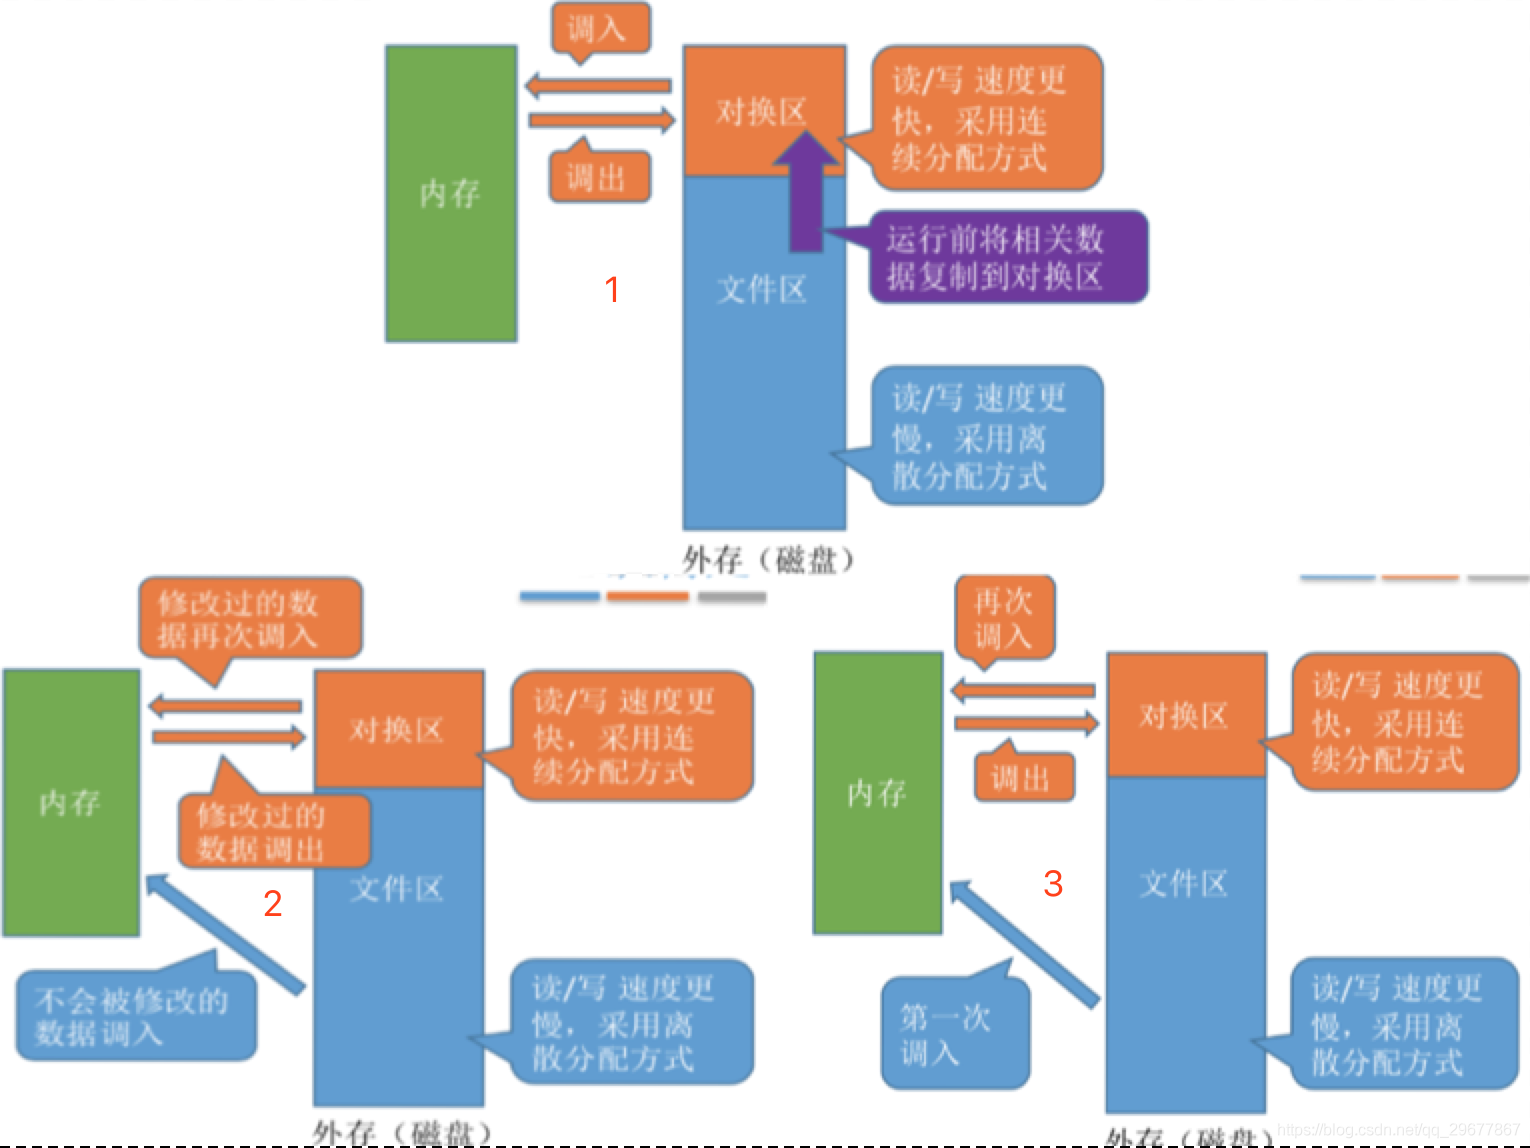 调入
对换区
读/写 速度更
快，采用连
续分配方式
调出
内存
运行前将相关数
据复制到对换区
1
文件区
读/写 速度更
慢，采用离
散分配方式
外存（磁盘）
修改过的数
据再次调入
对换区
读/写 速度更
快，采用连
续分配方式
内存
修改过的
数据调出
文件区
2
不会被修改的
数据调入
读/写 速度更
慢，采用离
散分配方式
外存（磁盘）
再次
调入
对换区
读/写 速度更
快，采用连
续分配方式
调出
内存
3
文件区
第一次
调入
读/写 速度更
慢，采用离
散分配方式
外存（磁盘）
https://blog.csdn.net/qq_29677867